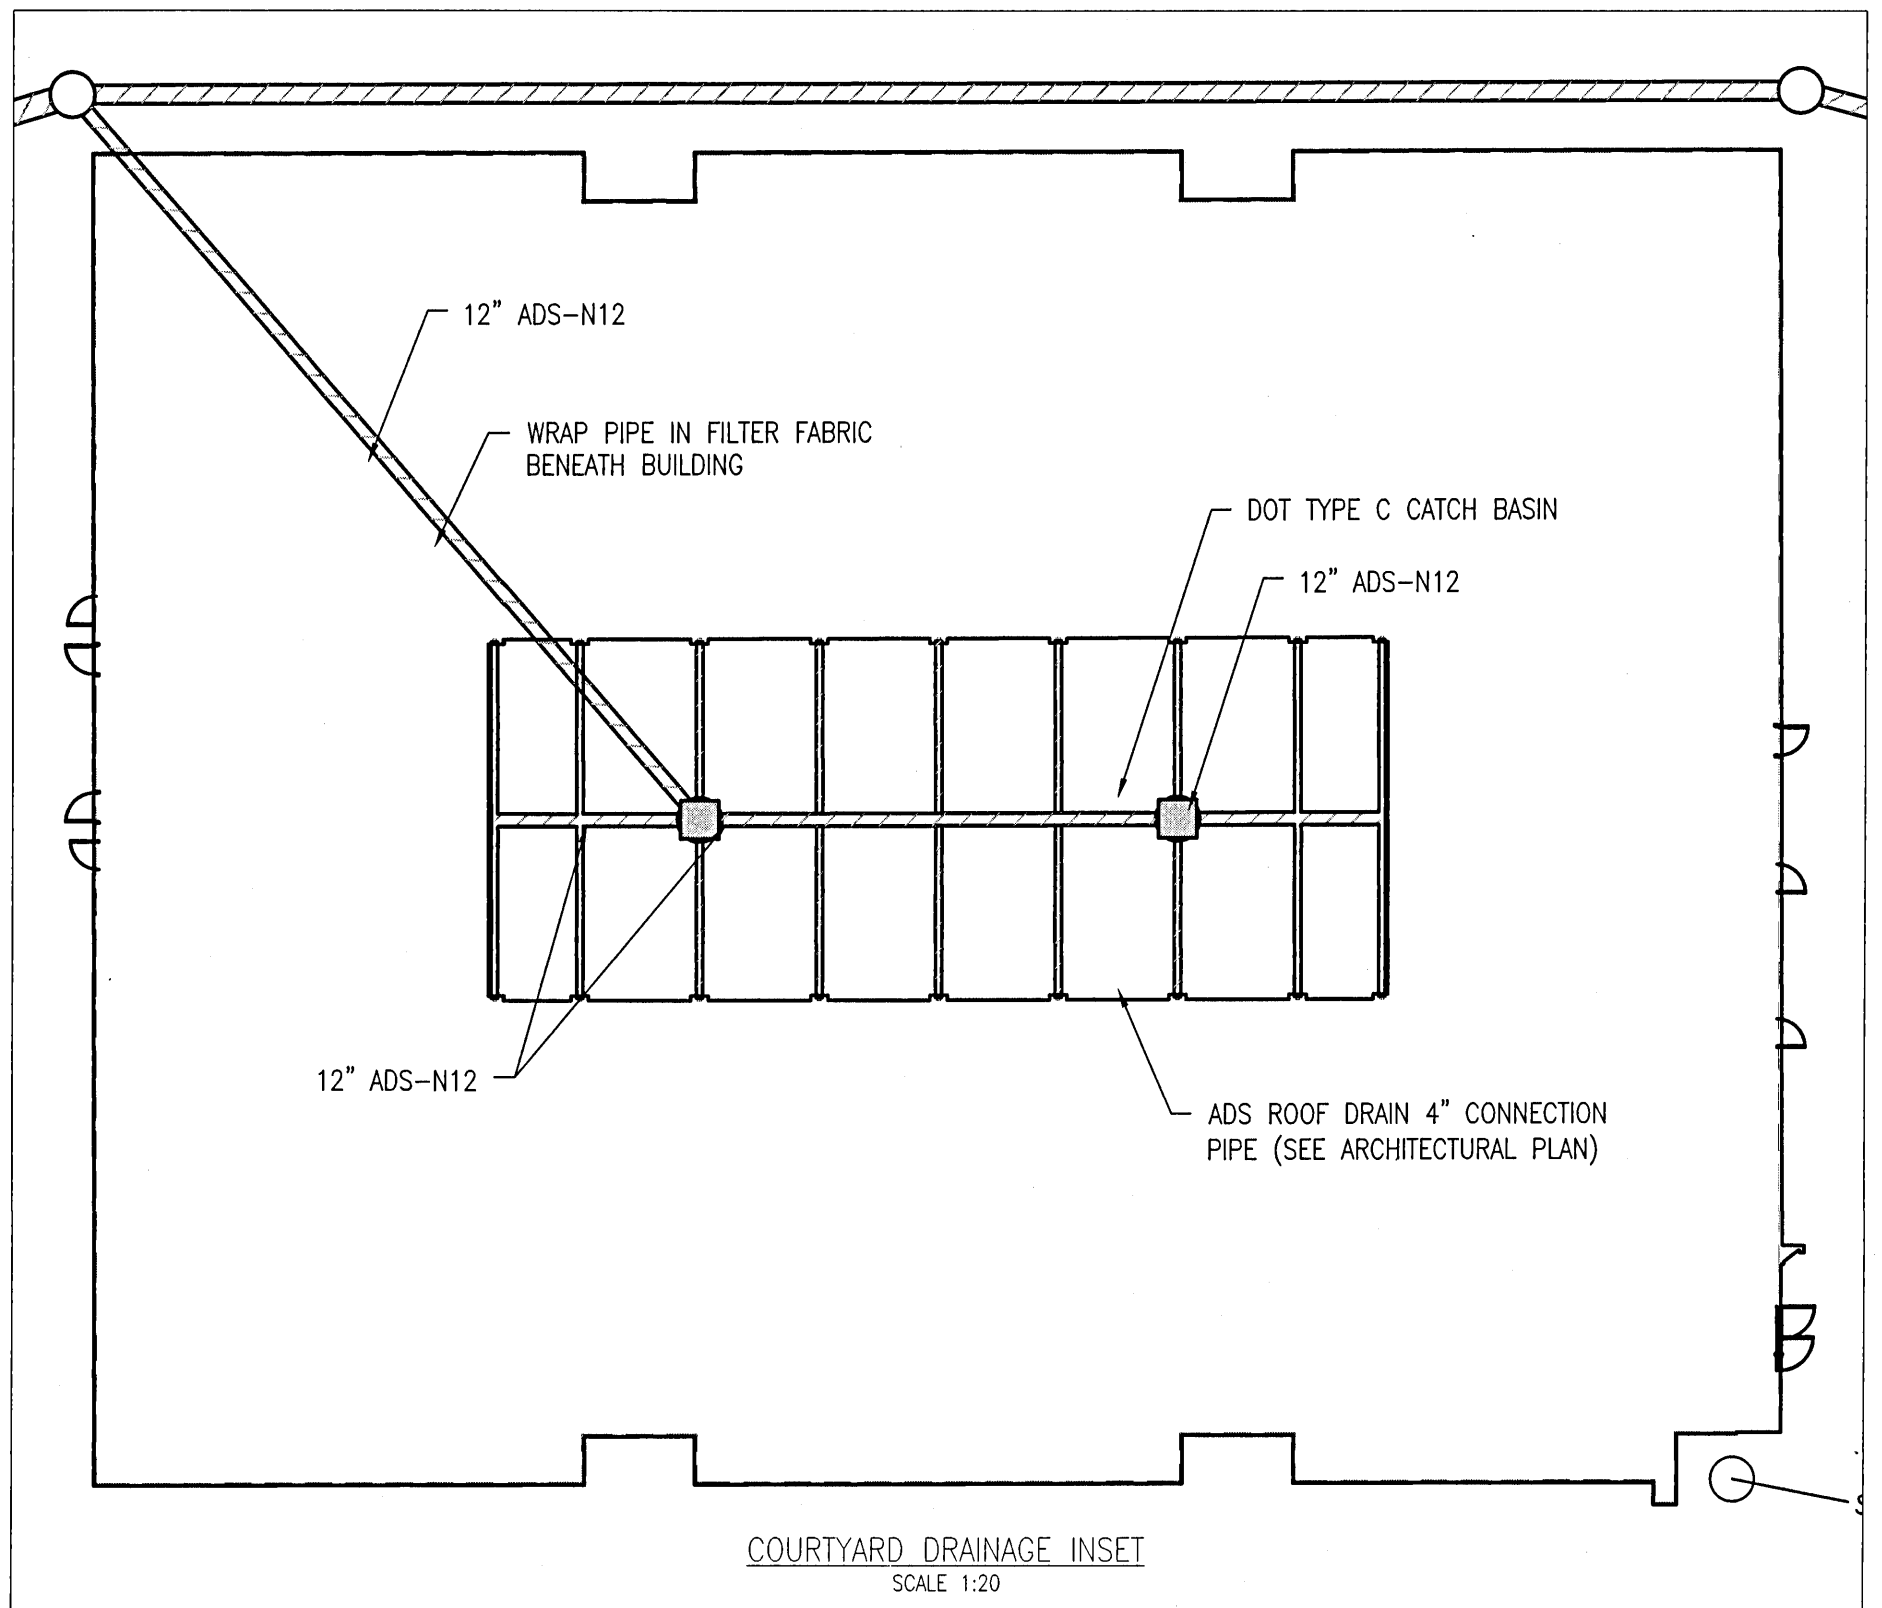 12” ADS-N12
WRAP PIPE IN FILTER FABRIC
BENEATH BUILDING
DOT TYPE C CATCH BASIN
12” ADS-N12
12” ADS-N12
ADS ROOF DRAIN 4” CONNECTION
PIPE (SEE ARCHITECTURAL PLAN)
COURTYARD DRAINAGE INSET
SCALE 1:20